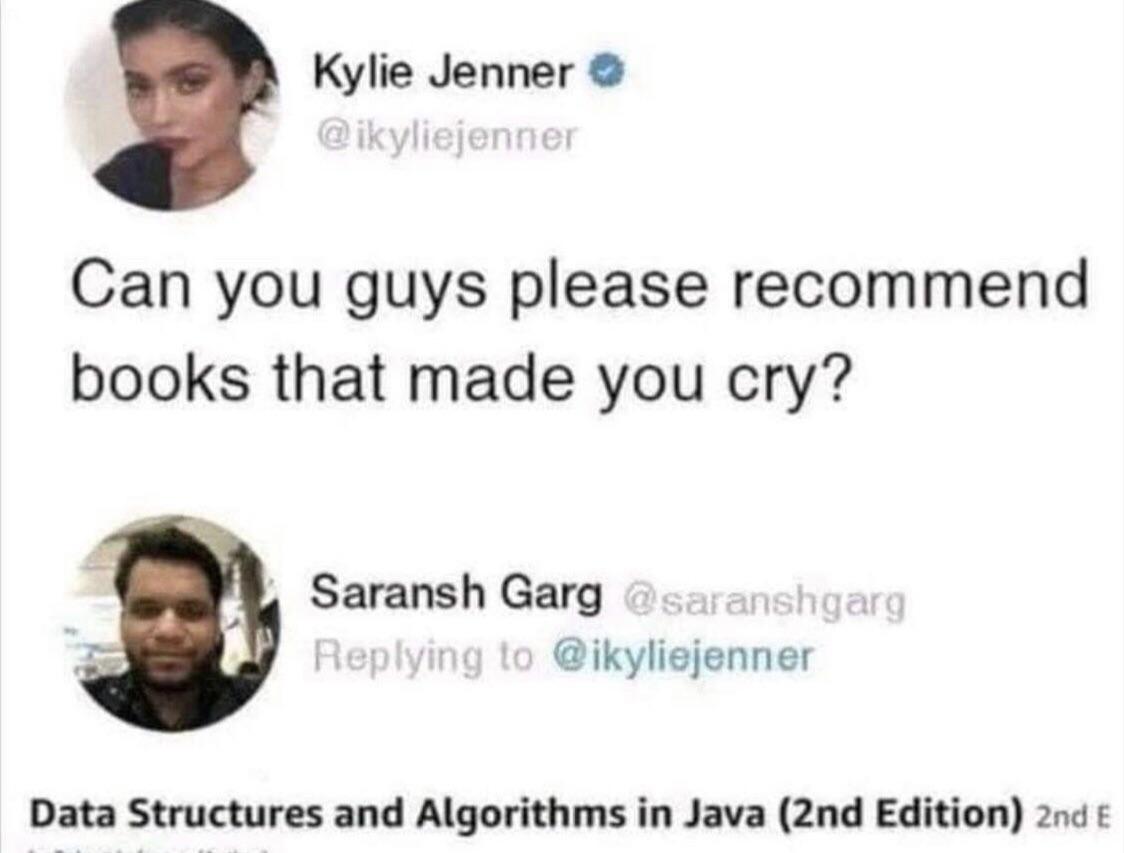 Kylie Jenner
@ikyliejenner
Can you guys please recommend
books that made you cry?
Saransh Garg @saranshgarg
Replying to @ikyliejenner
Data Structures and Algorithms in Java (2nd Edition) 2nd E